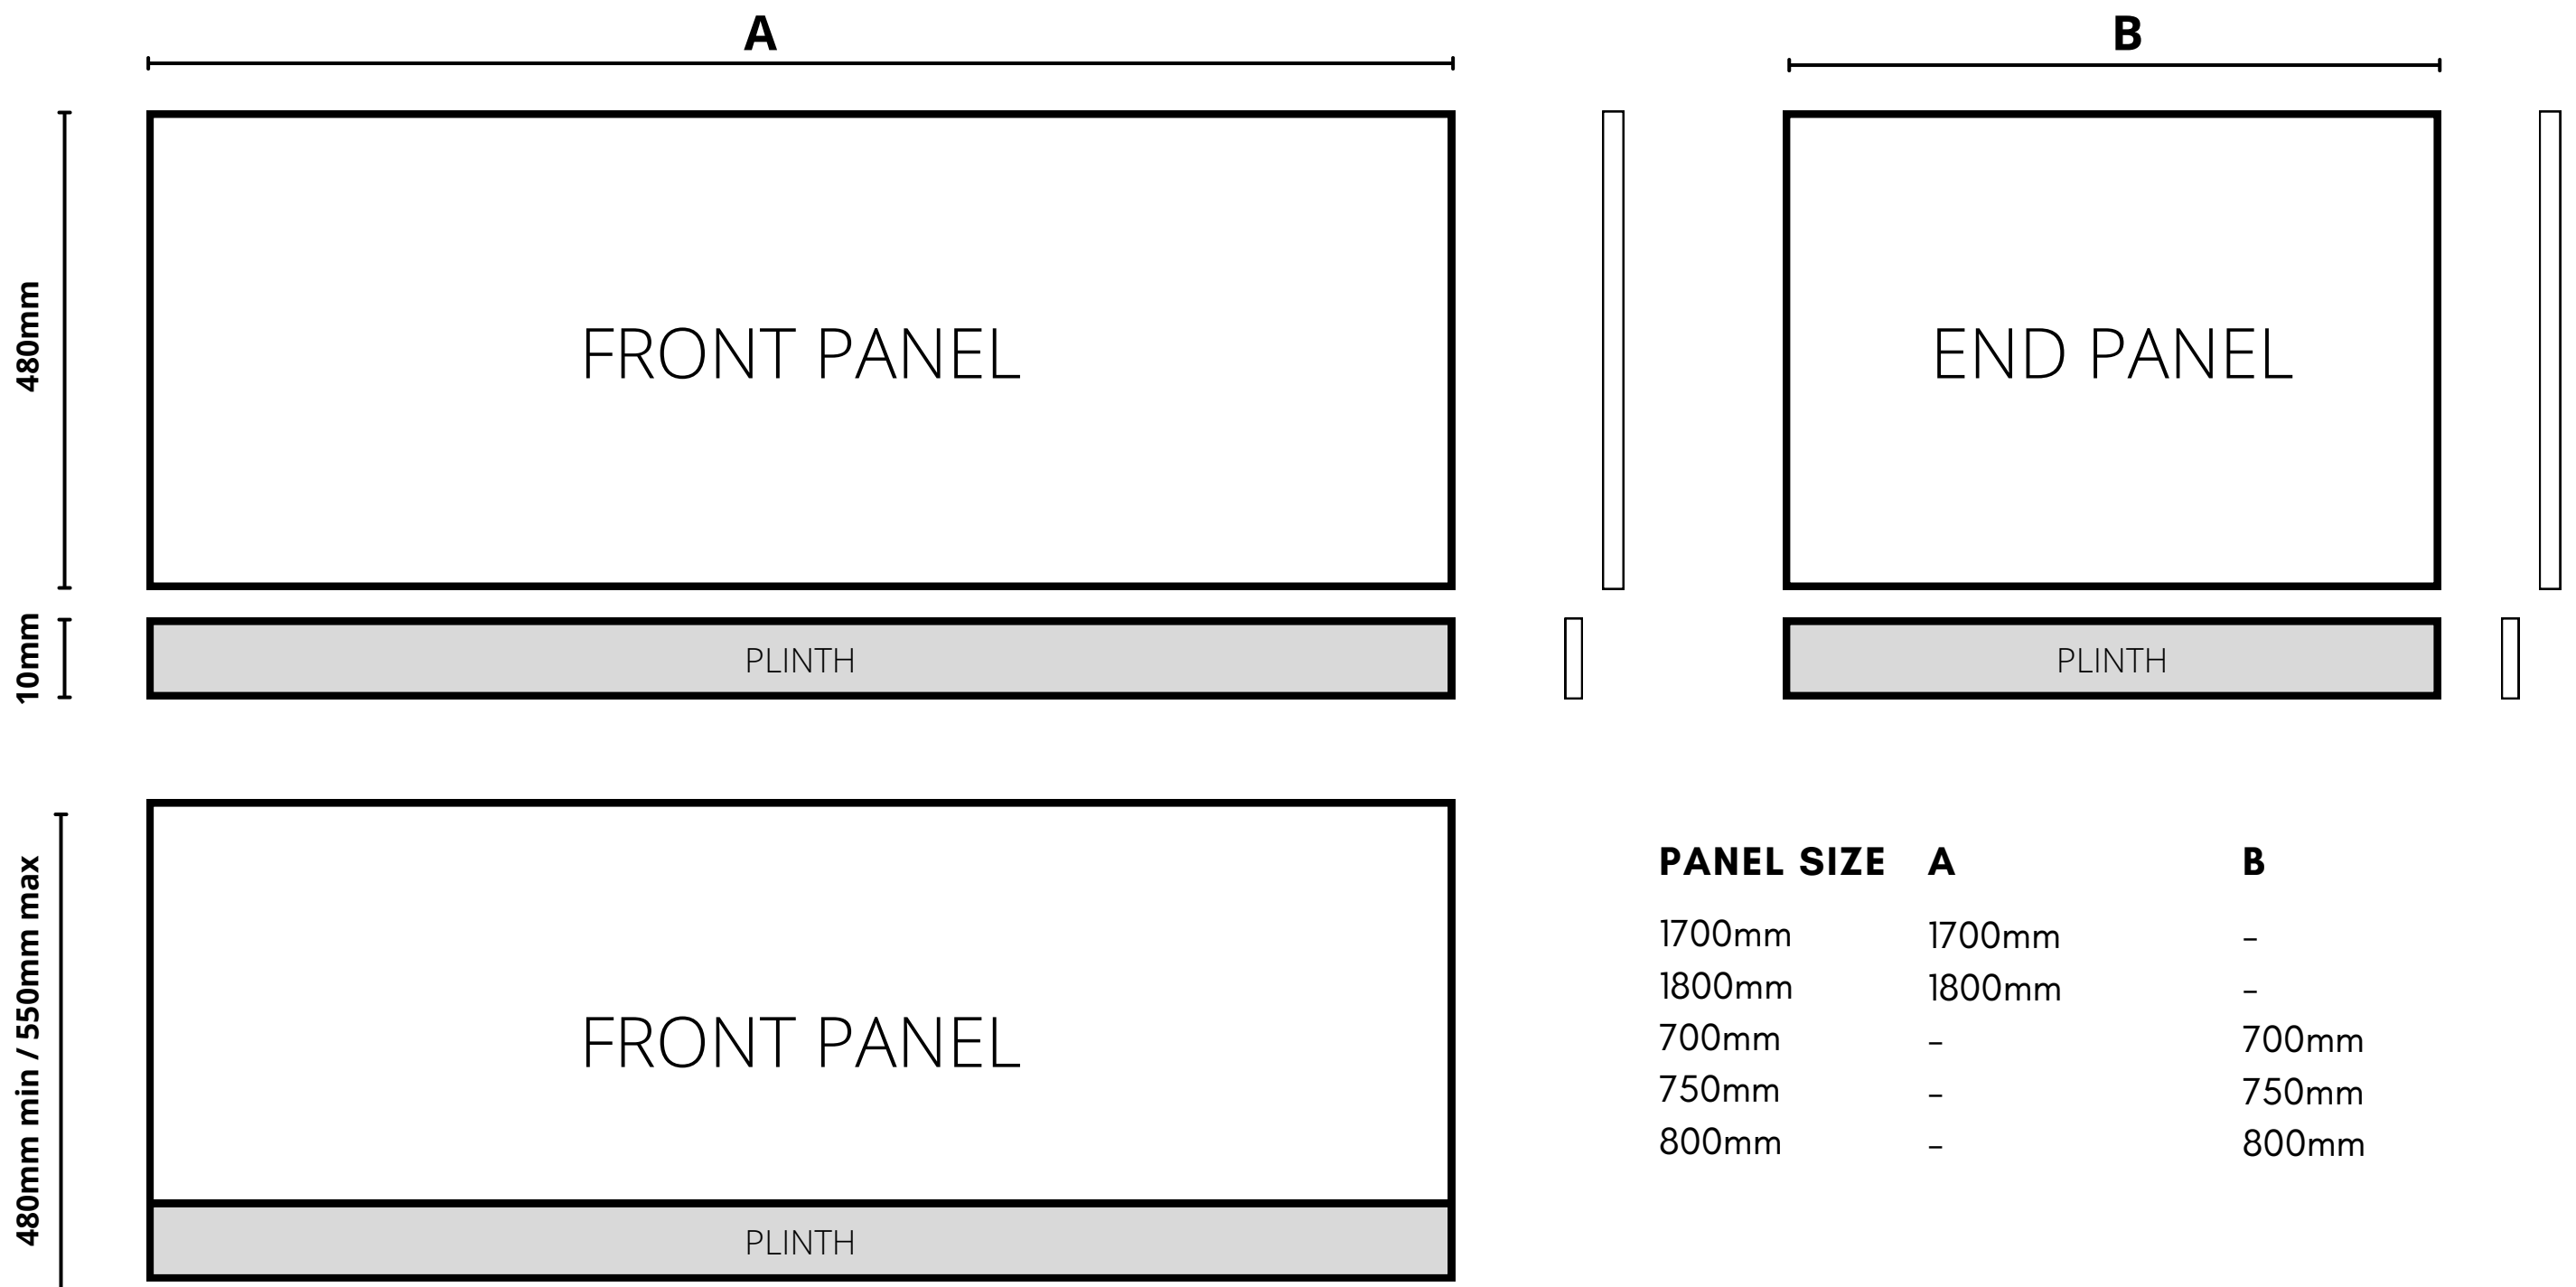 A
B
480mm
FRONT PANEL
END PANEL
10mm
PLINTH
PLINTH
480mm min / 550mm max
FRONT PANEL
PLINTH
PANEL SIZE A B
1700mm 1700mm -
1800mm 1800mm -
700mm - 700mm
750mm - 750mm
800mm - 800mm